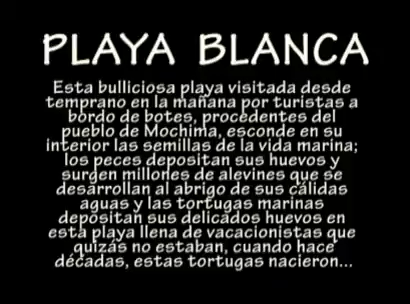 PLAYA BLANCA
Esta bulliciosa playa visitada desde
temprano en la mañana por turistas a
bordo de botes, procedentes del
pueblo de Mochima, esconde en su
interior las semillas de la vida marina;
los peces depositan sus huevos y
surgen millones de alevines que se
desarrollan al abrigo de sus cálidas
aguas y las tortugas marinas
depositan sus delicados huevos en
esta playa llena de vacacionistas que
quizás no estaban, cuando hace
décadas, estas tortugas nacieron...